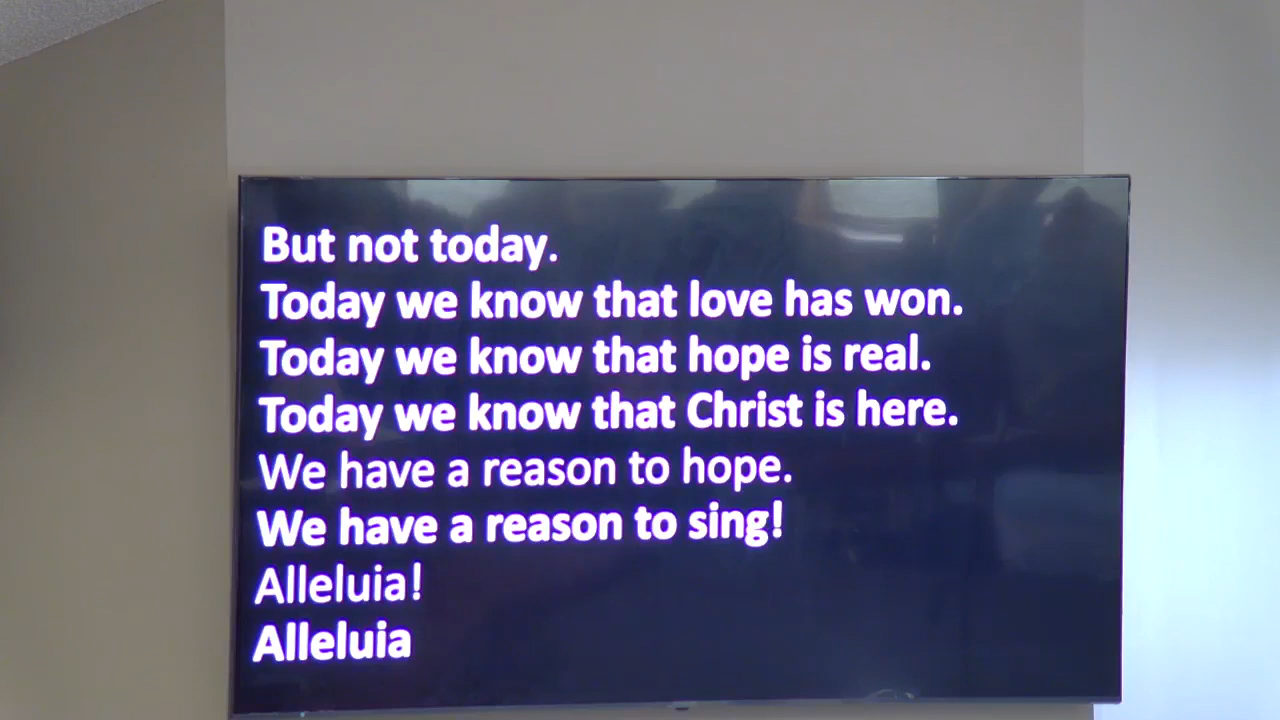 But not today.
Today we know that love has won.
Today we know that hope is real.
Today we know that Christ is here.
We have a reason to hope.
We have a reason to sing!
Alleluia!
Alleluia